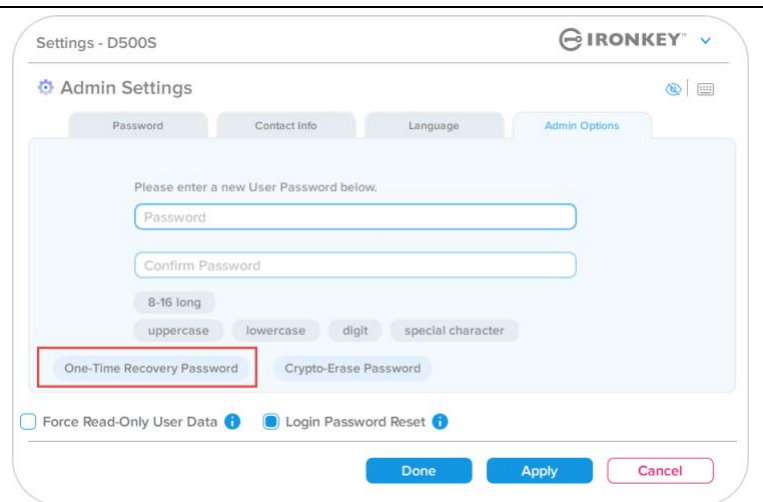 Settings - D500S
IRONKEY™
Admin Settings
Password
Contact Info
Language
Admin Options
Please enter a new User Password below.
Password
Confirm Password
8-16 long
uppercase lowercase digit special character
One-Time Recovery Password Crypto-Erase Password
Force Read-Only User Data i Login Password Reset i
Done Apply Cancel